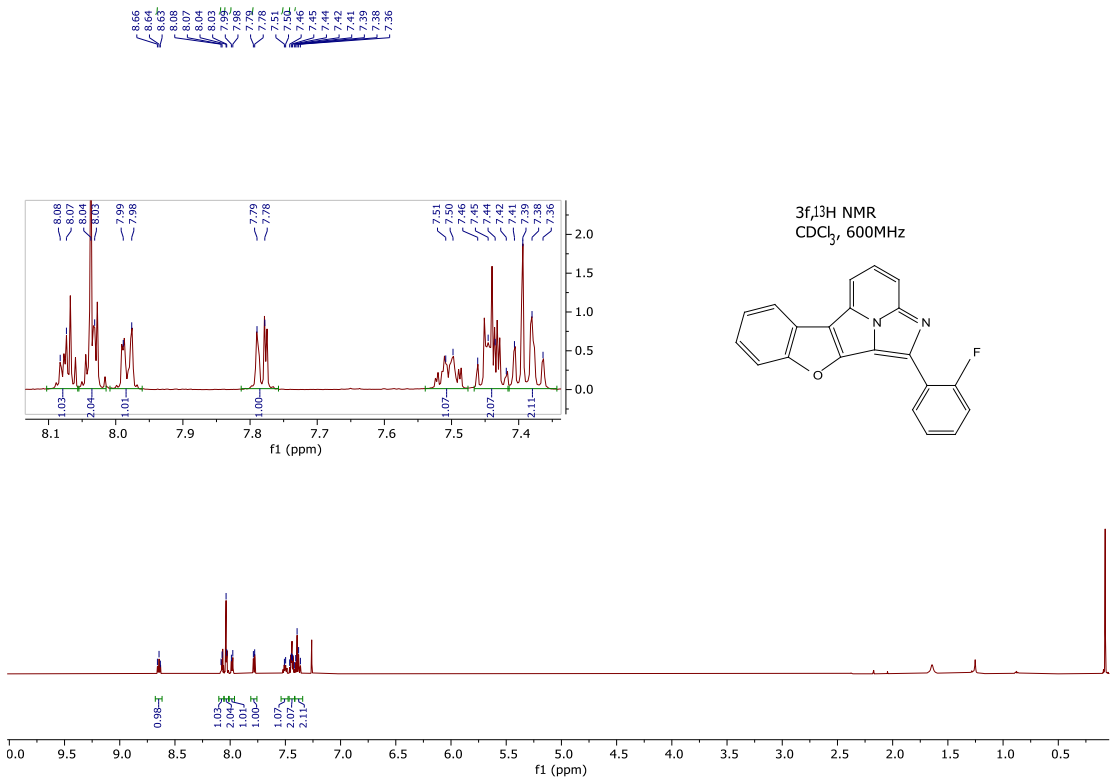 8.66 8.64 8.63 8.08 8.07 8.04 8.03 7.99 7.98 7.79 7.78 7.51 7.50 7.46 7.45 7.44 7.42 7.41 7.39 7.38 7.36
8.08 8.07 8.04 8.03 7.99 7.98 7.79 7.78 7.51 7.50 7.46 7.45 7.44 7.42 7.41 7.39 7.38 7.36
2.0
1.5
1.0
0.5
0.0
1.03 2.04 1.01 1.00 1.07 2.07 2.11
8.1 8.0 7.9 7.8 7.7 7.6 7.5 7.4
f1 (ppm)
3f,13H NMR
CDCl3, 600MHz
N
N
F
O
0.98 1.03 2.04 1.01 1.00 1.07 2.07 2.11
0.0 9.5 9.0 8.5 8.0 7.5 7.0 6.5 6.0 5.5 5.0 4.5 4.0 3.5 3.0 2.5 2.0 1.5 1.0 0.5
f1 (ppm)